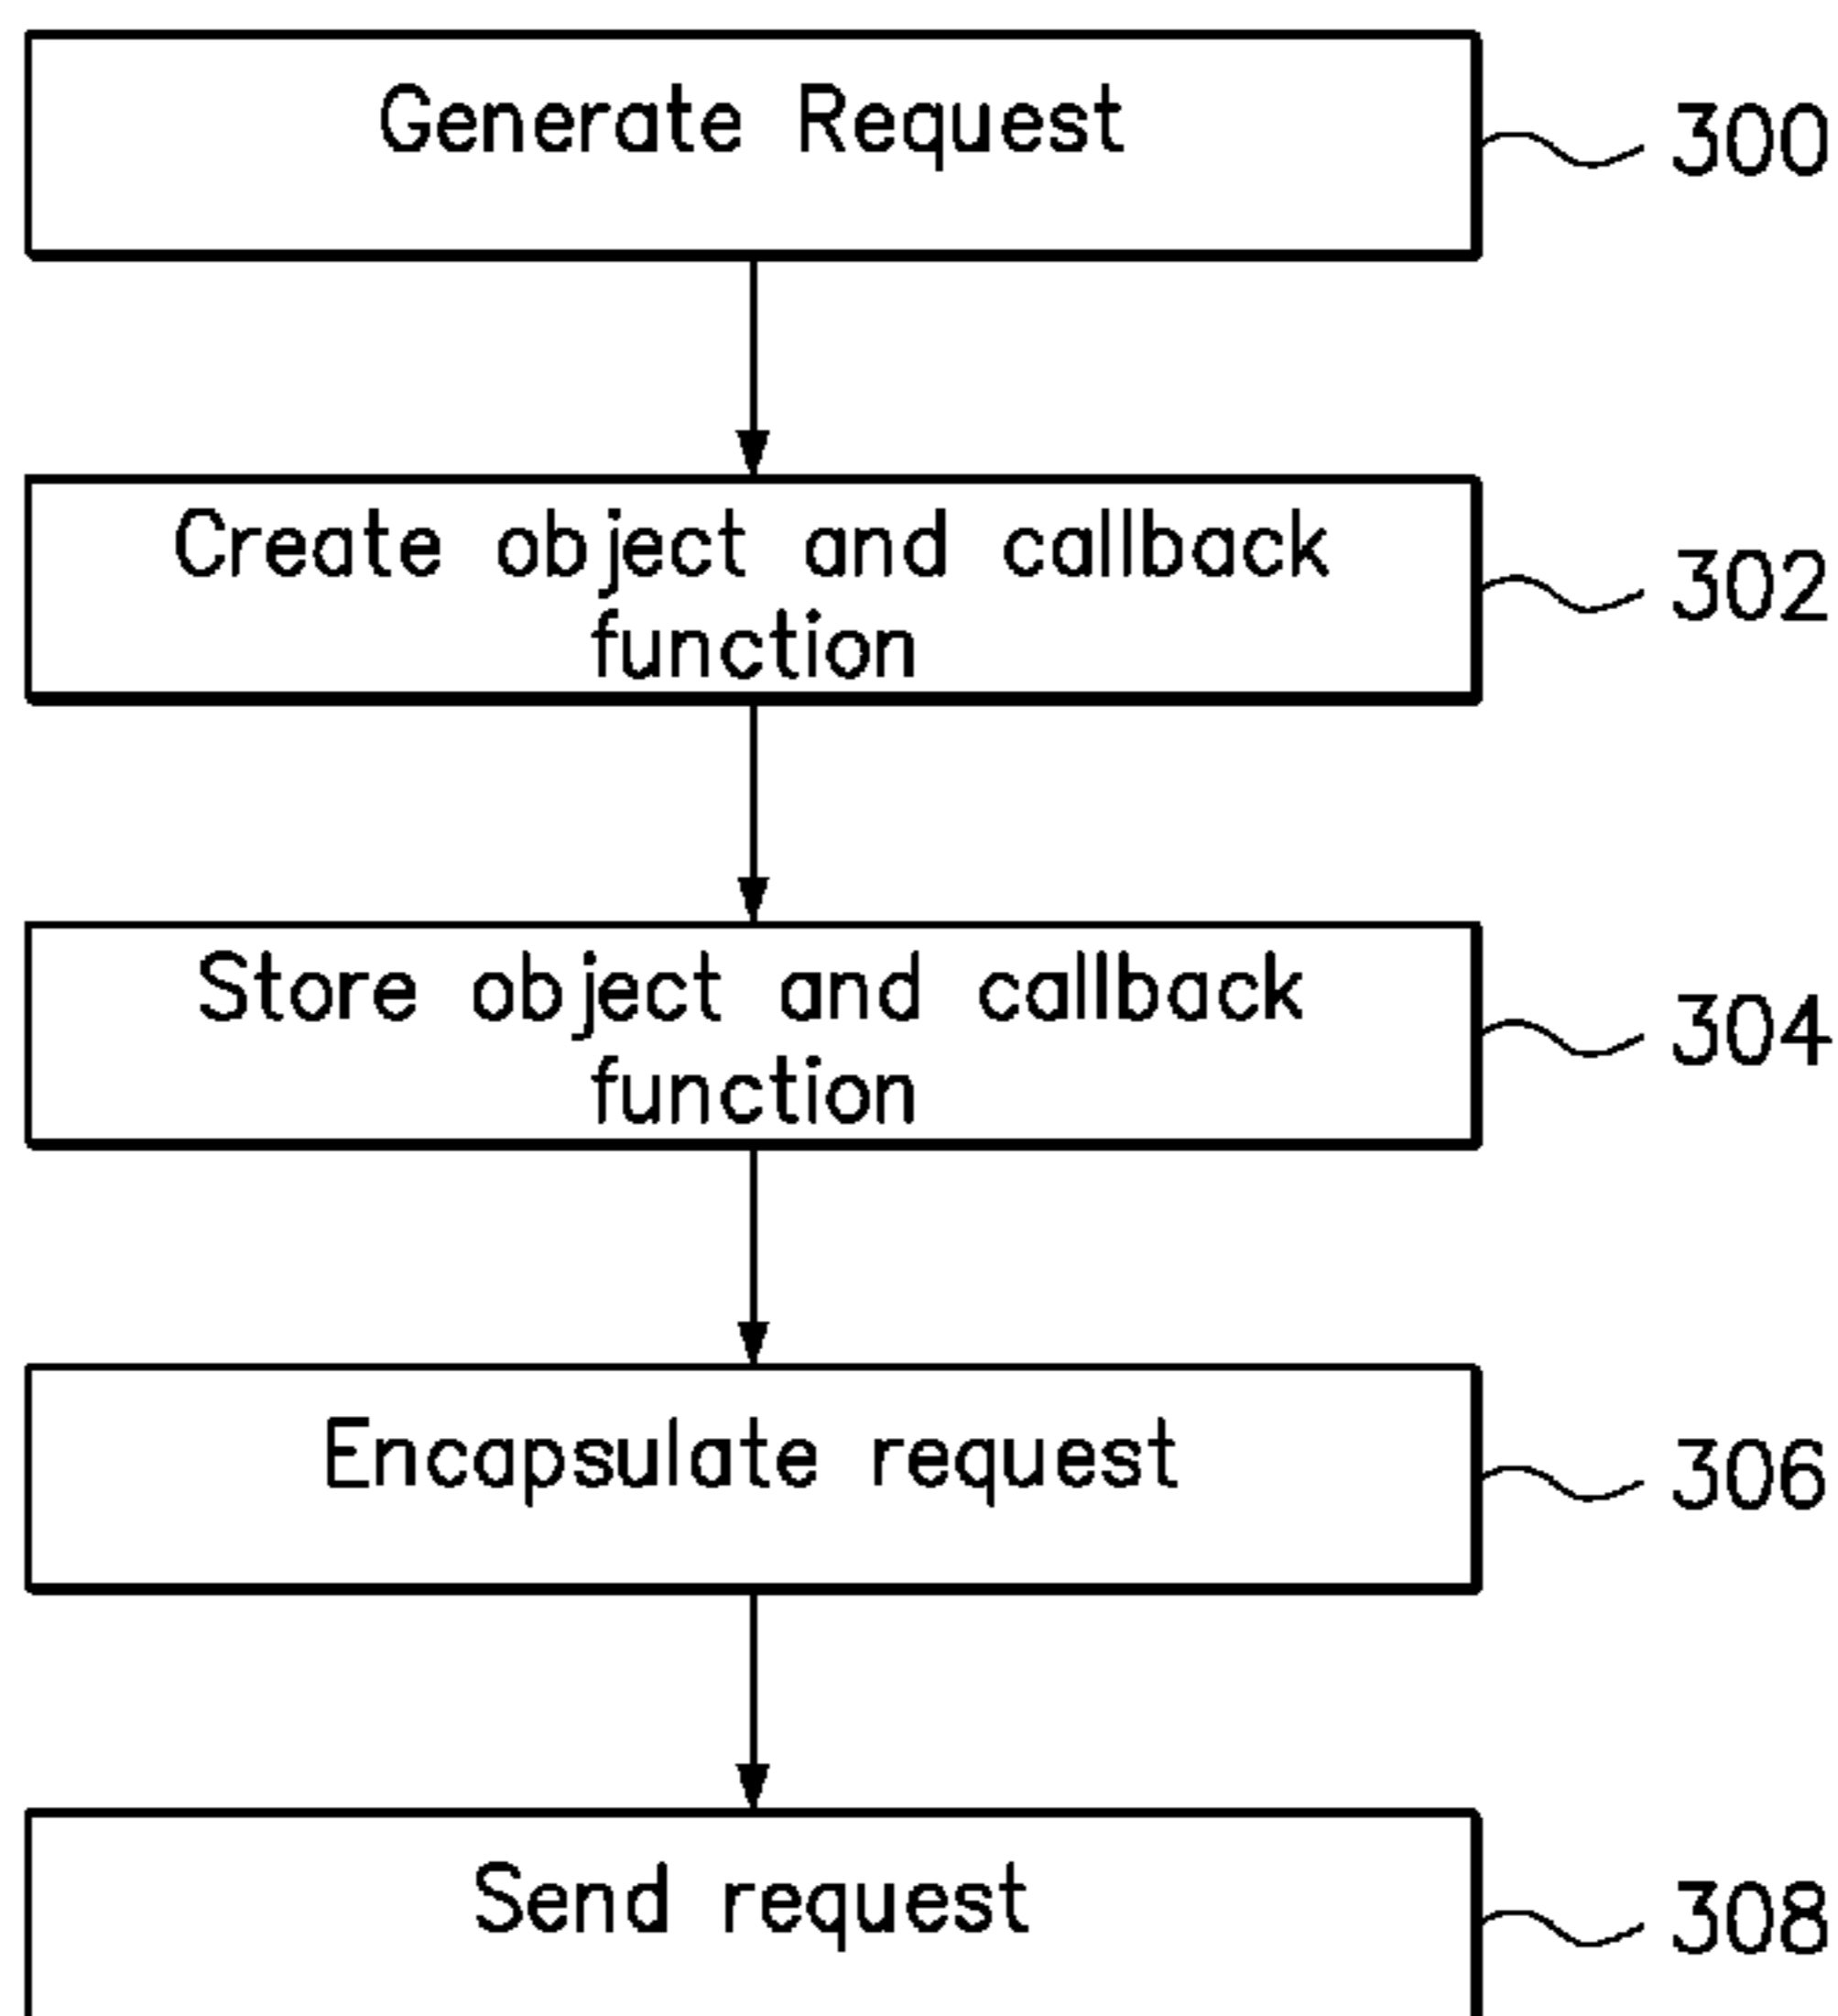 Generate Request
300
Create object and callback
function
302
Store object and callback
function
304
Encapsulate request
306
Send request
308